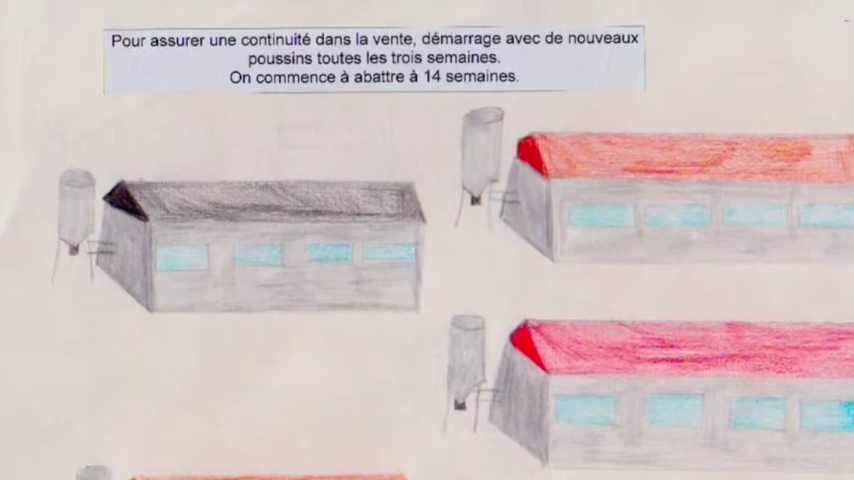 Pour assurer une continuité dans la vente, démarrage avec de nouveaux
poussins toutes les trois semaines.
On commence à abattre à 14 semaines.